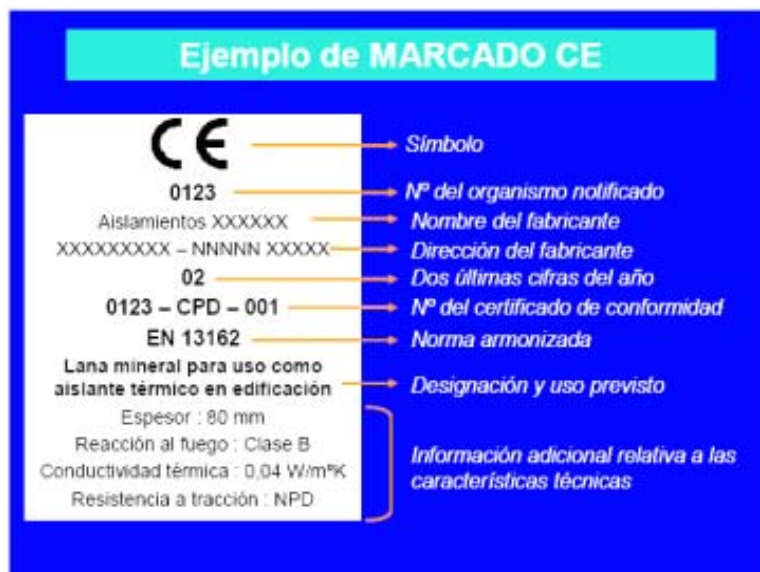 Ejemplo de MARCADO CE
CE
Símbolo
0123
Nº del organismo notificado
Aislamientos XXXXXX
Nombre del fabricante
XXXXXXXXX – NNNNN XXXXX
Dirección del fabricante
02
Dos últimas cifras del año
0123 – CPD – 001
Nº del certificado de conformidad
EN 13162
Norma armonizada
Lana mineral para uso como
aislante térmico en edificación
Designación y uso previsto
Espesor : 80 mm
Reacción al fuego : Clase B
Conductividad térmica : 0,04 W/mªK
Resistencia a tracción : NPD
Información adicional relativa a las
características técnicas